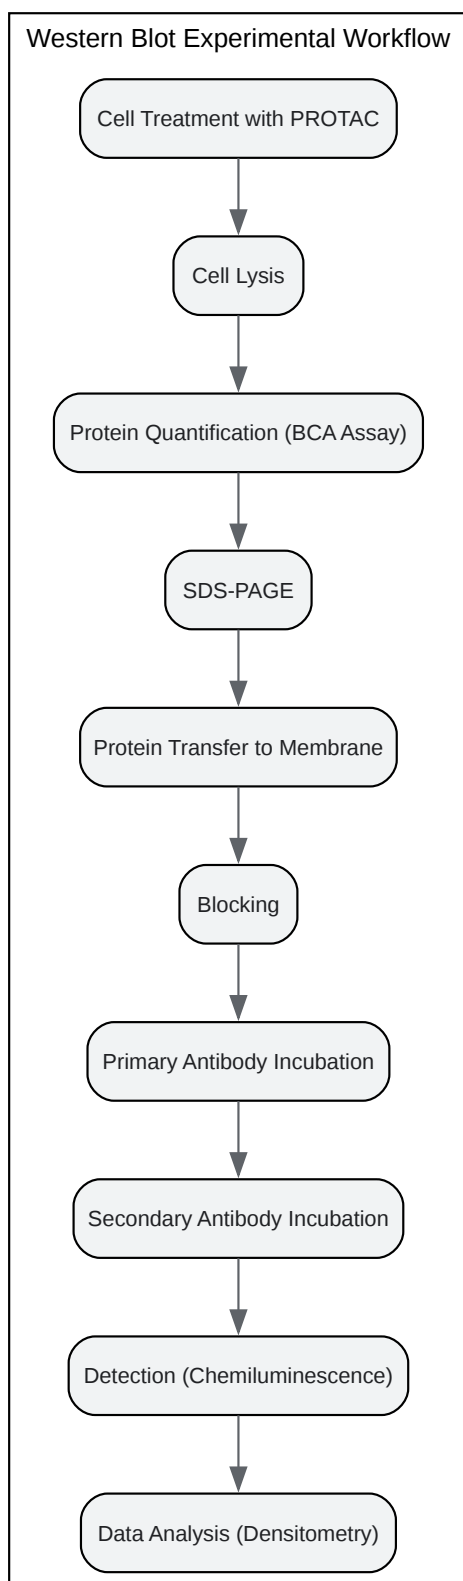 Western Blot Experimental Workflow
Cell Treatment with PROTAC
Cell Lysis
Protein Quantification (BCA Assay)
SDS-PAGE
Protein Transfer to Membrane
Blocking
Primary Antibody Incubation
Secondary Antibody Incubation
Detection (Chemiluminescence)
Data Analysis (Densitometry)